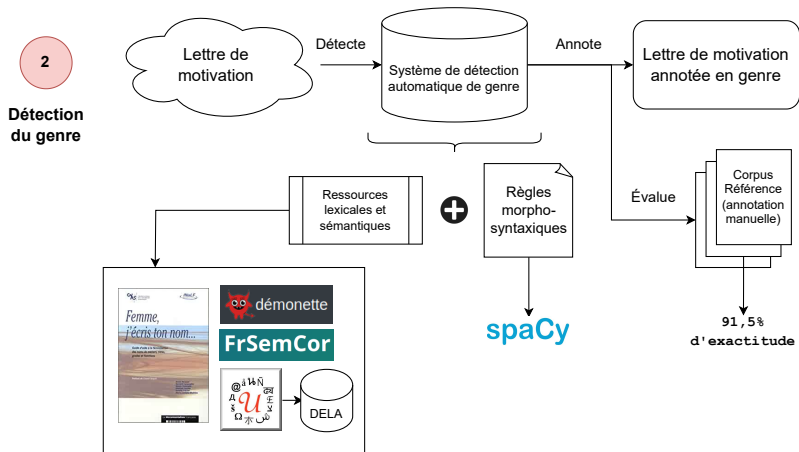 2
Détection
du genre
Lettre de
motivation
Détecte
Système de détection
automatique de genre
Annote
Lettre de motivation
annotée en genre
Ressources
lexicales et
sémantiques
Règles
morpho-
syntaxiques
Évalue
Corpus
Référence
(annotation
manuelle)
91,5%
d'exactitude
spaCy
Femme,
j'écris ton nom...
démonette
FrSemCor
U
DELA